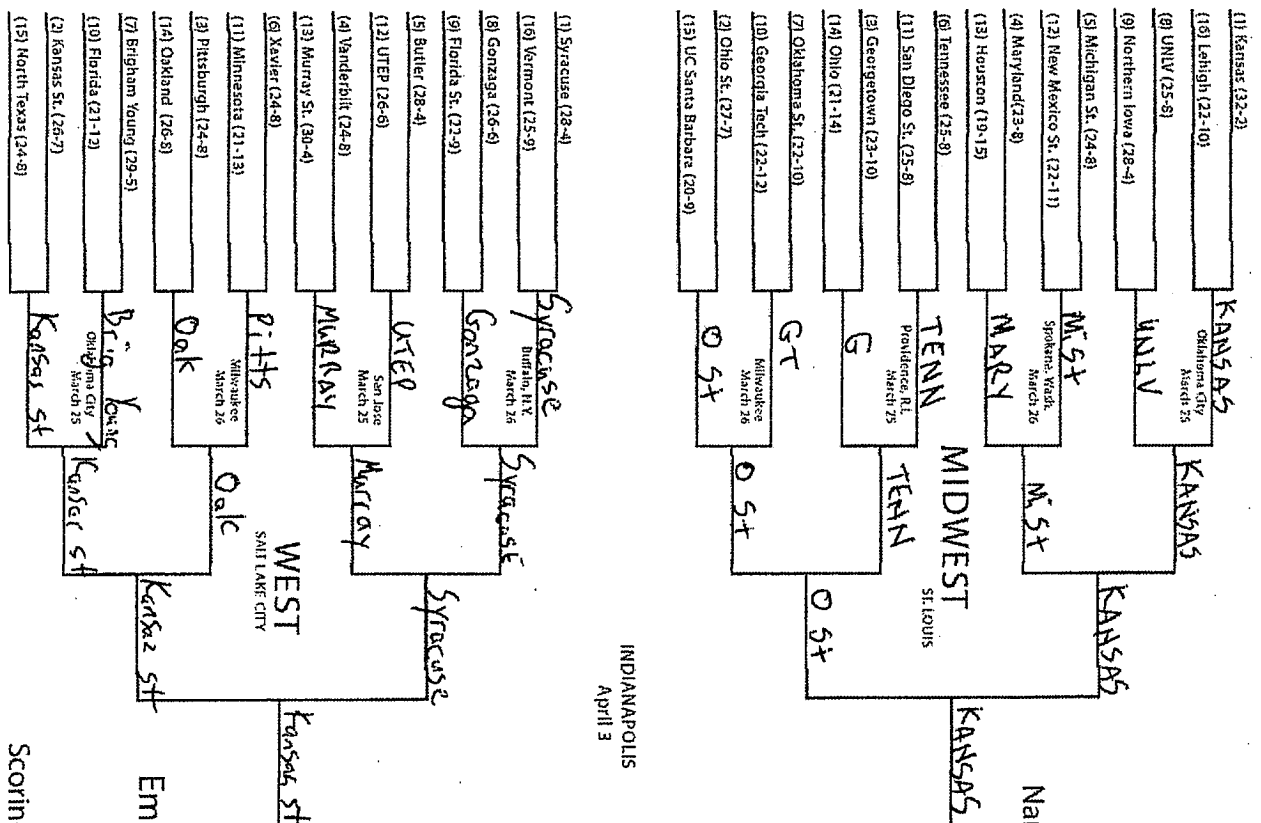 (1) Kansas (32-2)
(16) Lehigh (22-10)
(8) UNLV (25-8)
(9) Northern Iowa (28-4)
(5) Michigan St. (24-8)
(12) New Mexico St. (22-11)
(4) Maryland(23-8)
(13) Houston (19-15)
(6) Tennessee (25-8)
(11) San Diego St. (25-8)
(3) Georgetown (23-10)
(14) Ohio (21-14)
(7) Oklahoma St. (22-10)
(10) Georgia Tech (22-12)
(2) Ohio St. (27-7)
(15) UC Santa Barbara (20-9)
KANSAS
Oklahoma City
March 25
UNLV
M St
Spokane, Wash.
March 26
MARY
TENN
Providence, R.I.
March 25
G
GT
Milwaukee
March 26
O St
KANSAS
M St
TENN
O St
MIDWEST
ST. LOUIS
KANSAS
O St
KANSAS
Nar
INDIANAPOLIS
April 3
(1) Syracuse (28-4)
(16) Vermont (25-9)
(8) Gonzaga (26-6)
(9) Florida St. (22-9)
(5) Butler (28-4)
(12) UTEP (26-6)
(4) Vanderbilt (24-8)
(13) Murray St. (30-4)
(6) Xavier (24-8)
(11) Minnesota (21-13)
(3) Pittsburgh (24-8)
(14) Oakland (26-8)
(7) Brigham Young (29-5)
(10) Florida (21-12)
(2) Kansas St. (26-7)
(15) North Texas (24-8)
Syracuse
Buffalo, N.Y.
March 26
Gonzaga
UTEP
San Jose
March 25
MURRAY
Pitts
Milwaukee
March 26
Oak
Brig
Oklahoma City
March 25
Kansas st
Syracuse
Murray
Oak
Kansar st
WEST
SALT LAKE CITY
Syracuse
Kansaz st
Kansas st
Em
Scorin